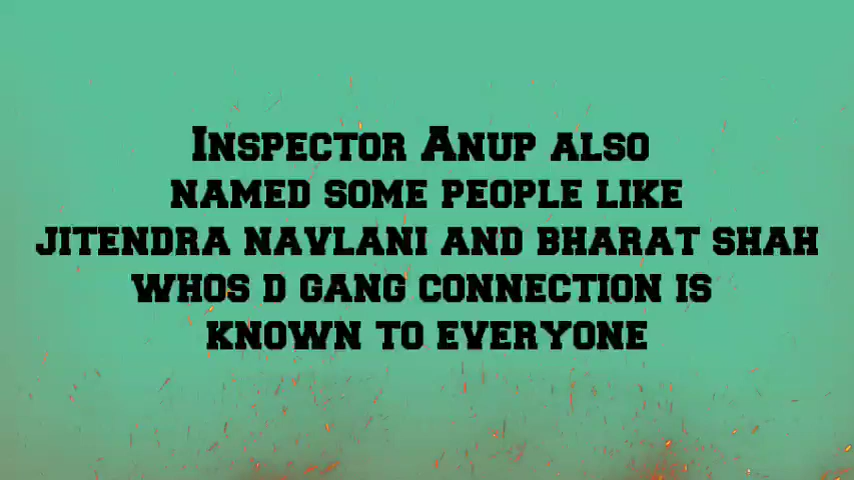 Inspector Anup also
named some people like
jitendra navlani and bharat shah
whos d gang connection is
known to everyone